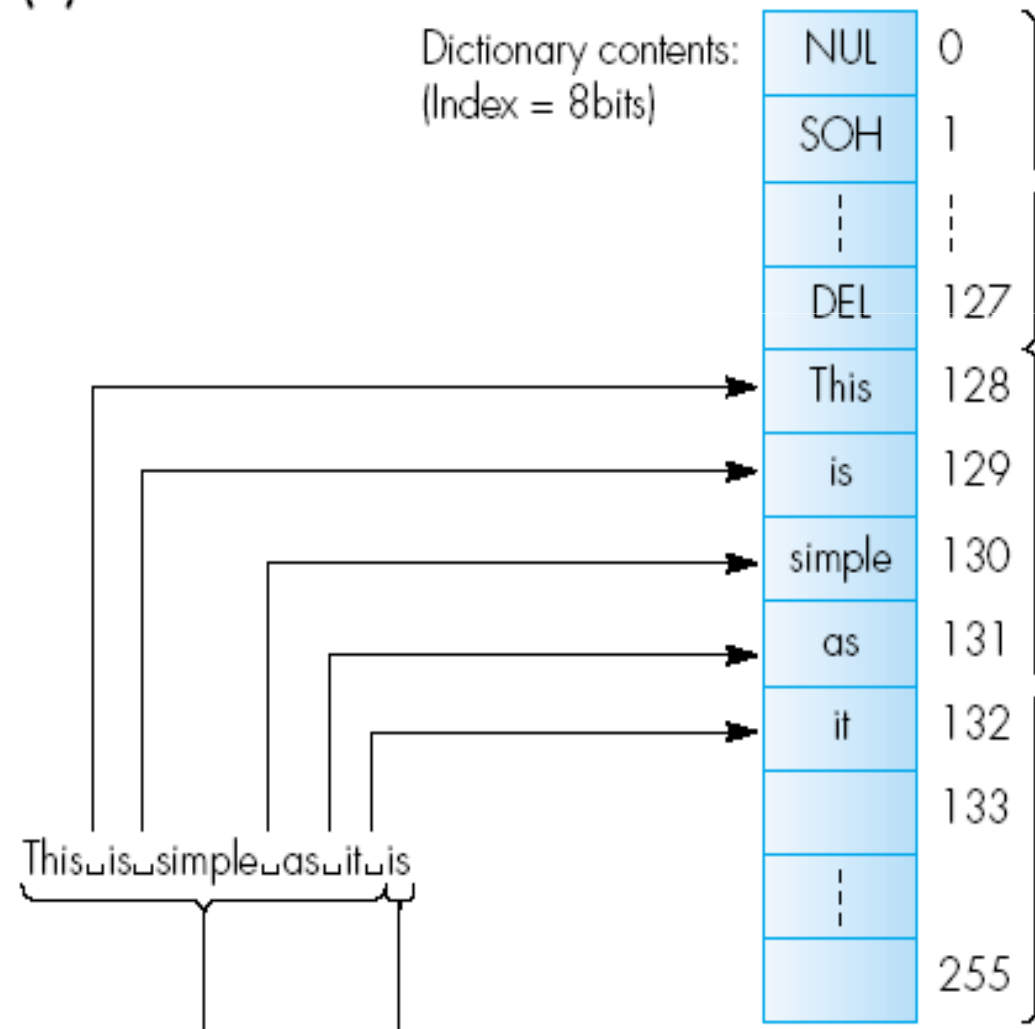 Dictionary contents:
(Index = 8bits)
NUL 0
SOH 1
DEL 127
This 128
is 129
simple 130
as 131
it 132
133
255
This␣is␣simple␣as␣it␣is